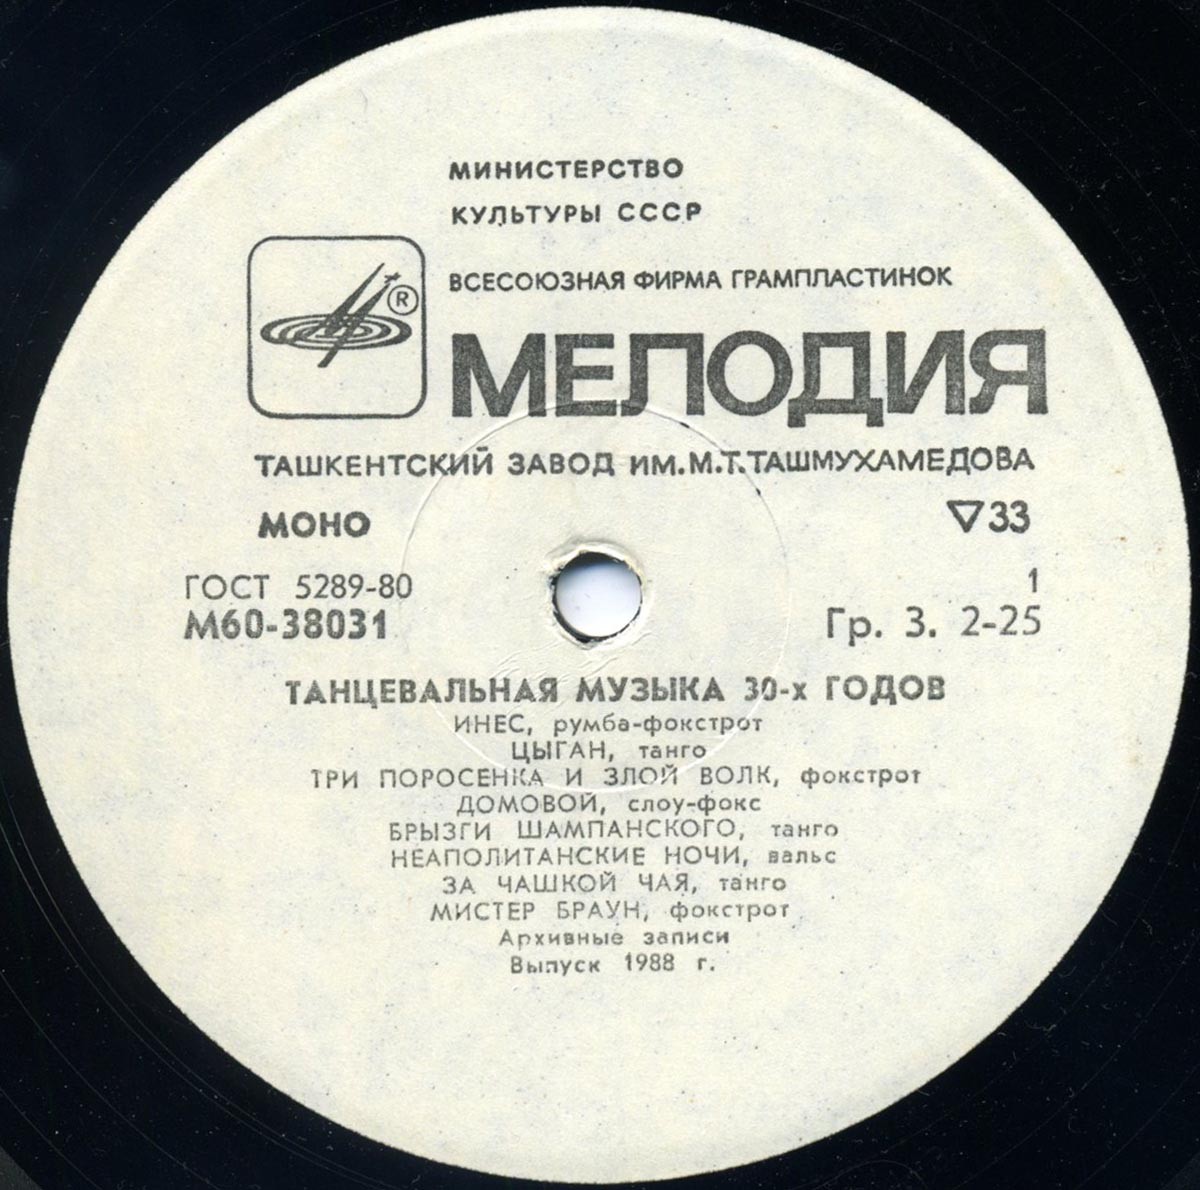 МИНИСТЕРСТВО
КУЛЬТУРЫ СССР
ВСЕСОЮЗНАЯ ФИРМА ГРАМПЛАСТИНОК
®
МЕЛОДИЯ
ТАШКЕНТСКИЙ ЗАВОД ИМ.М.Т.ТАШМУХАМЕДОВА
МОНО ▽33
ГОСТ 5289-80 1
М60-38031 Гр. 3. 2-25
ТАНЦЕВАЛЬНАЯ МУЗЫКА 30-х ГОДОВ
ИНЕС, румба-фокстрот
ЦЫГАН, танго
ТРИ ПОРОСЕНКА И ЗЛОЙ ВОЛК, фокстрот
ДОМОВОЙ, слоу-фокс
БРЫЗГИ ШАМПАНСКОГО, танго
НЕАПОЛИТАНСКИЕ НОЧИ, вальс
ЗА ЧАШКОЙ ЧАЯ, танго
МИСТЕР БРАУН, фокстрот
Архивные записи
Выпуск 1988 г.